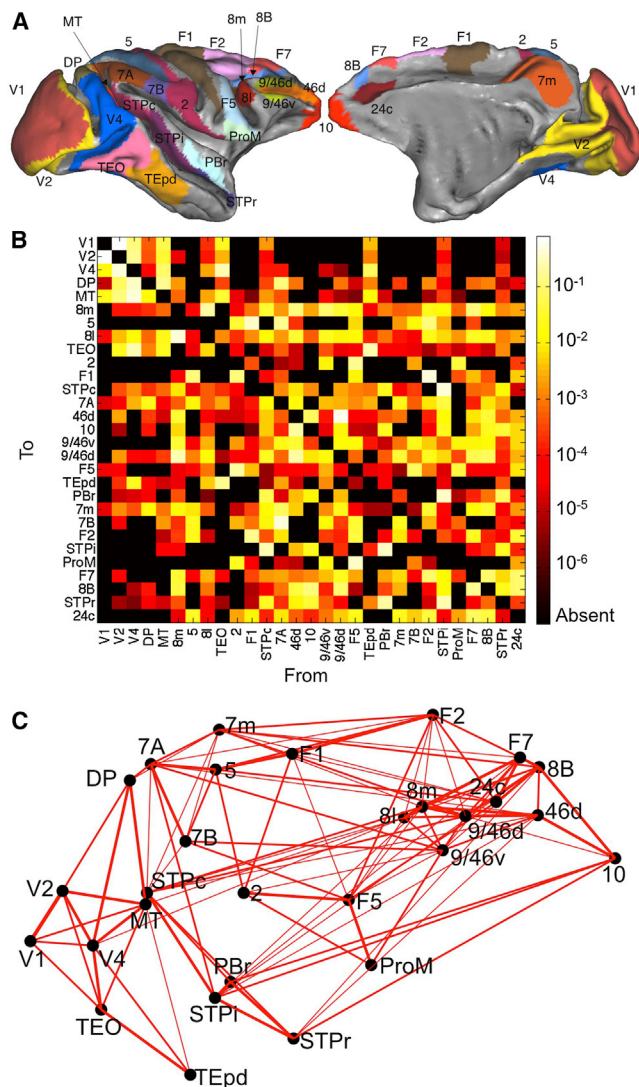 A
MT
DP
5
F1
F2
8m
8B
F7
7A
7B
2
9/46d
46d
V1
STPc
F5
8l
9/46v
V4
STPi
ProM
10
TEO
PBr
V2
TEpd
STPr
8B
F7
F2
F1
2
5
7m
V1
24c
V2
V4
B
To
V1
V2
V4
DP
MT
8m
5
8l
TEO
2
F1
STPc
7A
46d
10
9/46v
9/46d
F5
TEpd
PBr
7m
7B
F2
STPi
ProM
F7
8B
STPr
24c
V1 V2 V4 DP MT 8m 5 8l TEO 2 F1 STPc 7A 46d 10 9/46v 9/46d F5 TEpd PBr 7m 7B F2 STPi ProM F7 8B STPr 24c
From
10⁻¹
10⁻²
10⁻³
10⁻⁴
10⁻⁵
10⁻⁶
Absent
C
7m
F2
7A
F1
F7
DP
5
8B
24c
8m
46d
8l
9/46d
7B
9/46v
10
V2
STPc
2
F5
MT
V1
V4
PBr
ProM
STPi
TEO
STPr
TEpd